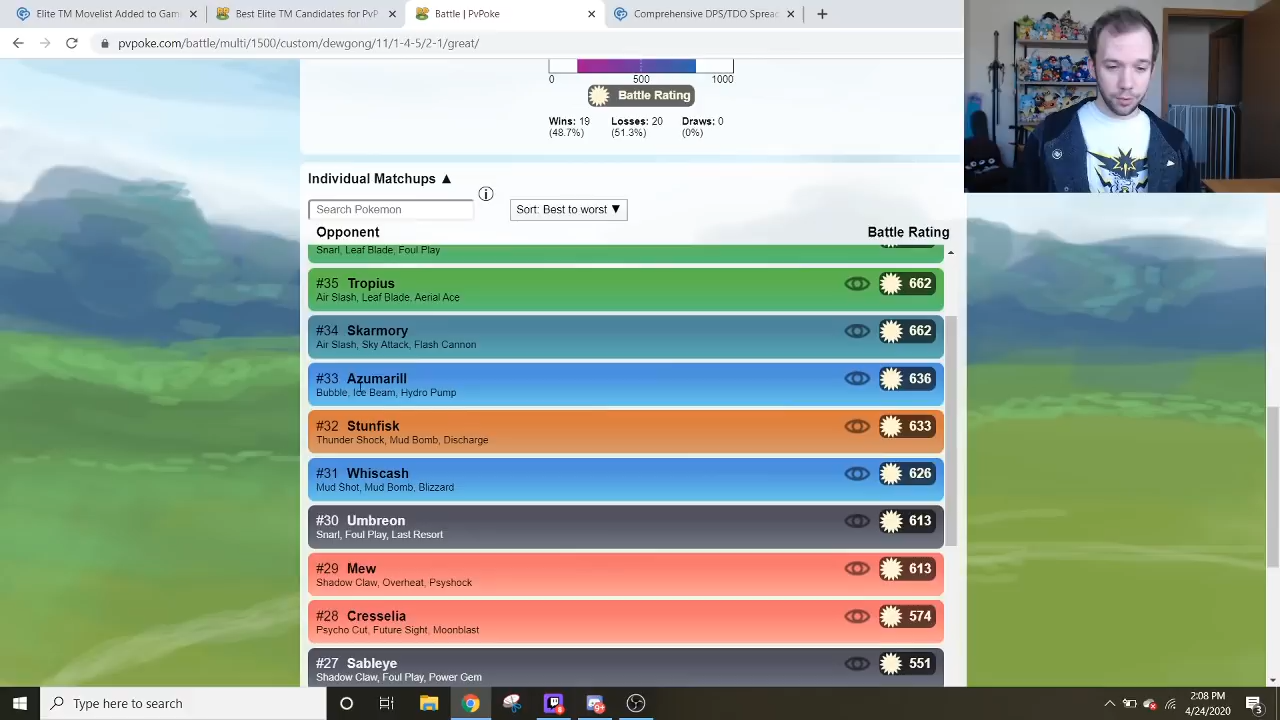 Elite TM Movelist Added to Gam
Best Elite TM Candidates for PvP
Battle | PvPoke
Comprehensive DPS/TDO Spread
pvpoke.com/battle/multi/1500/custom/dewgong
/1-4-5/2-1/great/
0
500
1000
Battle Rating
Wins: 19
(48.7%)
Losses: 20
(51.3%)
Draws: 0
(0%)
Individual Matchups ▲
Search Pokemon
Sort: Best to worst ▼
Opponent
Battle Rating
Snarl, Leaf Blade, Foul Play
#35 Tropius
662
Air Slash, Leaf Blade, Aerial Ace
#34 Skarmory
662
Air Slash, Sky Attack, Flash Cannon
#33 Azumarill
636
Bubble, Ice Beam, Hydro Pump
#32 Stunfisk
633
Thunder Shock, Mud Bomb, Discharge
#31 Whiscash
626
Mud Shot, Mud Bomb, Blizzard
#30 Umbreon
613
Snarl, Foul Play, Last Resort
#29 Mew
613
Shadow Claw, Overheat, Psyshock
#28 Cresselia
574
Psycho Cut, Future Sight, Moonblast
#27 Sableye
551
Shadow Claw, Foul Play, Power Gem
Type here to search
2:08 PM
4/24/2020
3